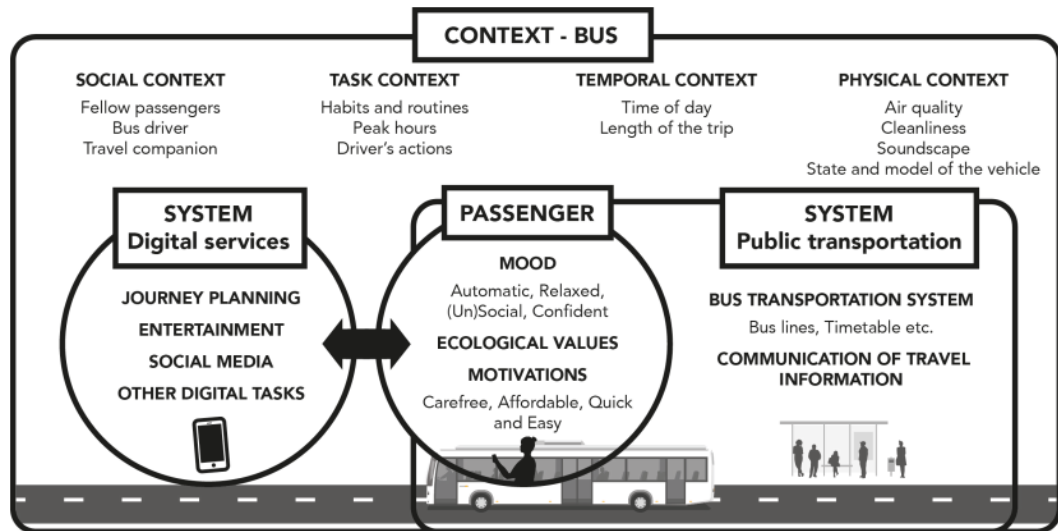 CONTEXT - BUS
SOCIAL CONTEXT
Fellow passengers
Bus driver
Travel companion
TASK CONTEXT
Habits and routines
Peak hours
Driver's actions
TEMPORAL CONTEXT
Time of day
Length of the trip
PHYSICAL CONTEXT
Air quality
Cleanliness
Soundscape
State and model of the vehicle
SYSTEM
Digital services
JOURNEY PLANNING
ENTERTAINMENT
SOCIAL MEDIA
OTHER DIGITAL TASKS
PASSENGER
MOOD
Automatic, Relaxed,
(Un)Social, Confident
ECOLOGICAL VALUES
MOTIVATIONS
Carefree, Affordable, Quick
and Easy
SYSTEM
Public transportation
BUS TRANSPORTATION SYSTEM
Bus lines, Timetable etc.
COMMUNICATION OF TRAVEL
INFORMATION